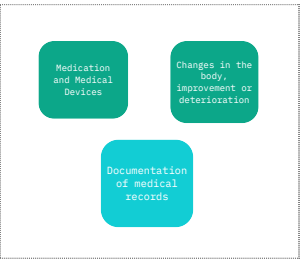 Medication
and Medical
Devices
Changes in the
body,
improvement or
deterioration
Documentation
of medical
records